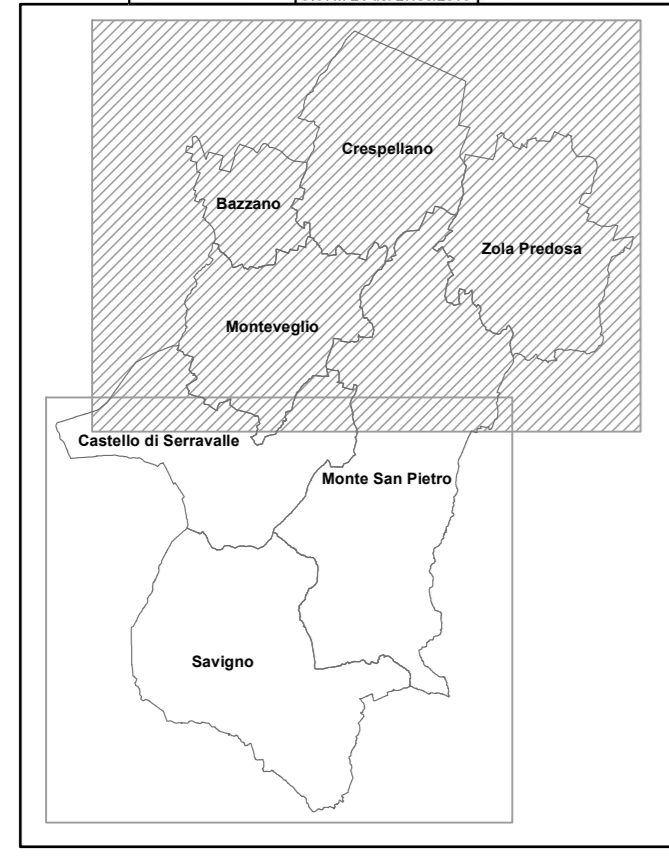 Crespellano
Bazzano
Zola Predosa
Monteveglio
Castello di Serravalle
Monte San Pietro
Savigno